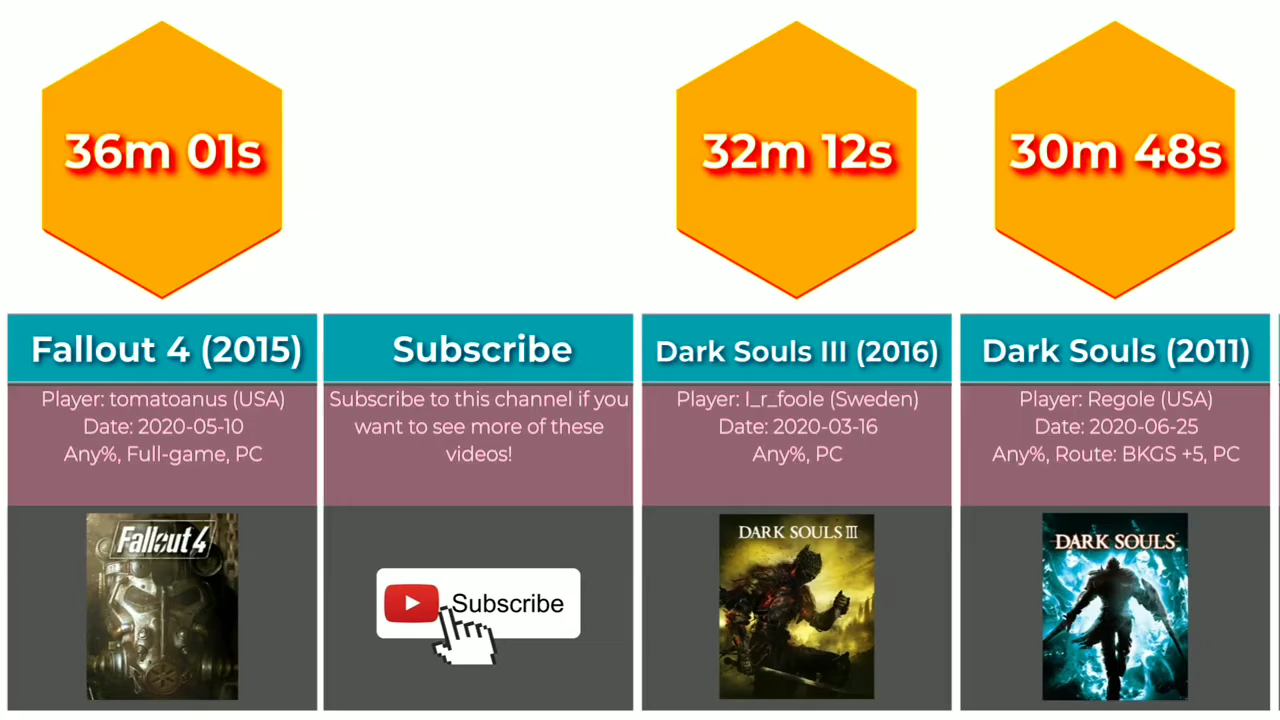 36m 01s
32m 12s
30m 48s
Fallout 4 (2015)
Player: tomatoanus (USA)
Date: 2020-05-10
Any%, Full-game, PC
Fallout 4
Subscribe
Subscribe to this channel if you
want to see more of these
videos!
Subscribe
Dark Souls III (2016)
Player: I_r_foole (Sweden)
Date: 2020-03-16
Any%, PC
DARK SOULS III
Dark Souls (2011)
Player: Regole (USA)
Date: 2020-06-25
Any%, Route: BKGS +5, PC
DARK SOULS